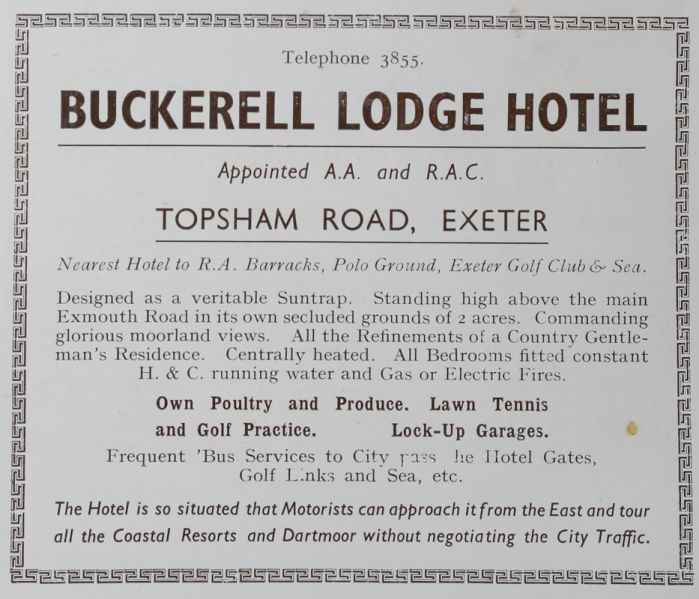 Telephone 3855.
BUCKERELL LODGE HOTEL
Appointed A.A. and R.A.C.
TOPSHAM ROAD, EXETER
Nearest Hotel to R.A. Barracks, Polo Ground, Exeter Golf Club & Sea.
Designed as a veritable Suntrap. Standing high above the main
Exmouth Road in its own secluded grounds of 2 acres. Commanding
glorious moorland views. All the Refinements of a Country Gentle-
man's Residence. Centrally heated. All Bedrooms fitted constant
H. & C. running water and Gas or Electric Fires.
Own Poultry and Produce. Lawn Tennis
and Golf Practice. Lock-Up Garages.
Frequent 'Bus Services to City pass the Hotel Gates,
Golf Links and Sea, etc.
The Hotel is so situated that Motorists can approach it from the East and tour
all the Coastal Resorts and Dartmoor without negotiating the City Traffic.